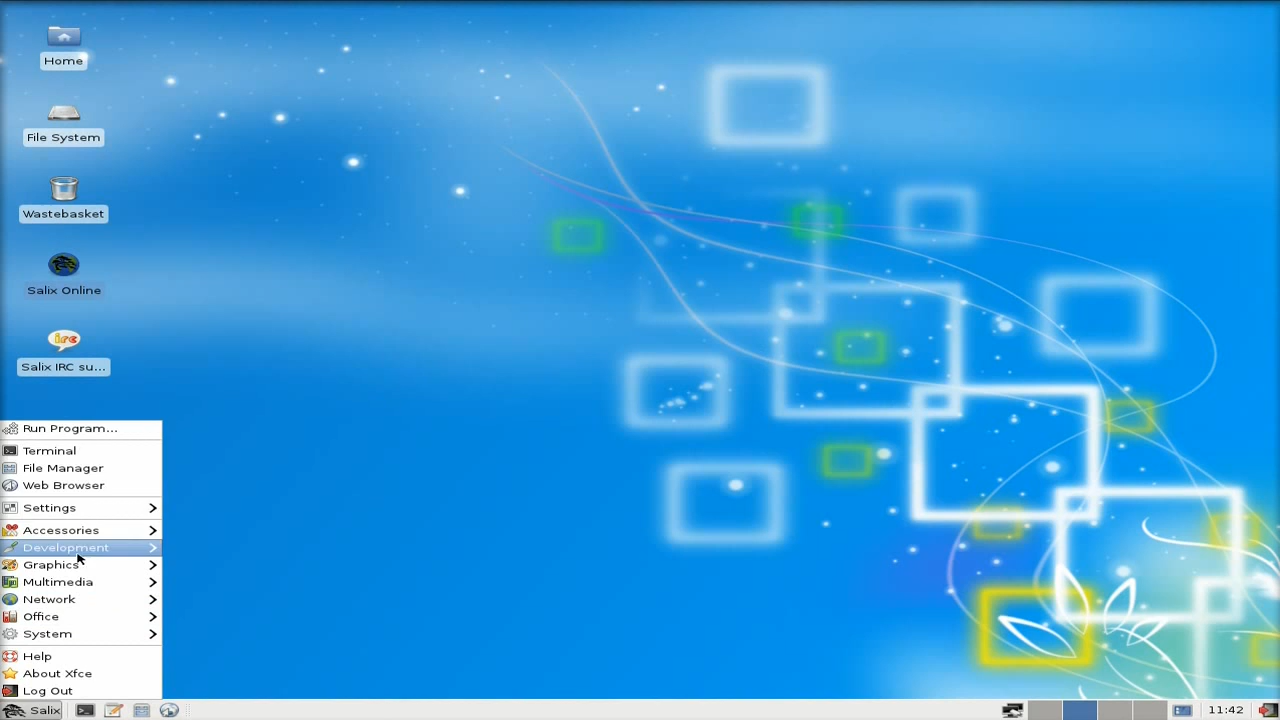 Home
File System
Wastebasket
Salix Online
irc
Salix IRC su...
Run Program...
Terminal
File Manager
Web Browser
Settings
Accessories
Development
Graphics
Multimedia
Network
Office
System
Help
About Xfce
Log Out
Salix
11:42